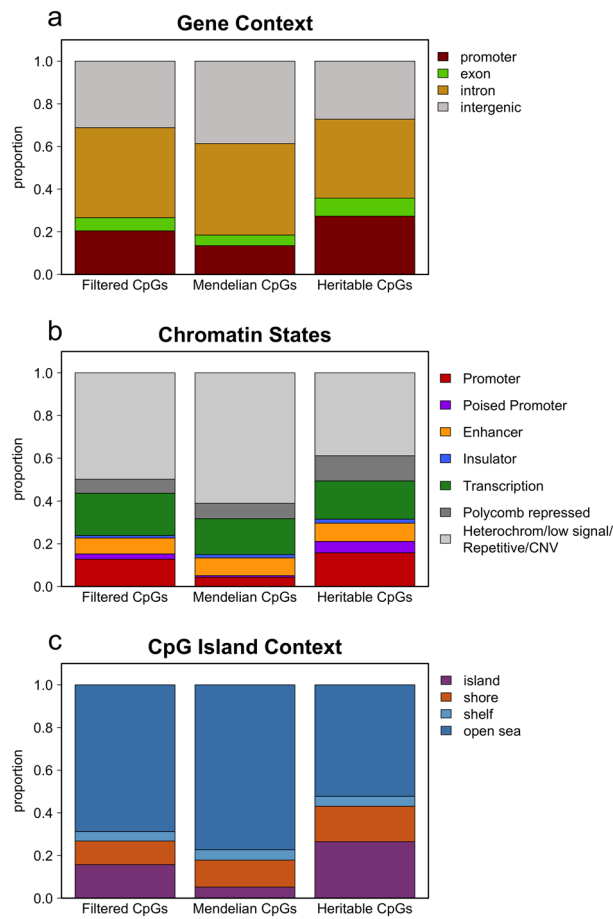 a
Gene Context
1.0
0.8
0.6
0.4
0.2
0.0
proportion
Filtered CpGs
Mendelian CpGs
Heritable CpGs
promoter
exon
intron
intergenic
b
Chromatin States
1.0
0.8
0.6
0.4
0.2
0.0
proportion
Filtered CpGs
Mendelian CpGs
Heritable CpGs
Promoter
Poised Promoter
Enhancer
Insulator
Transcription
Polycomb repressed
Heterochrom/low signal/
Repetitive/CNV
c
CpG Island Context
1.0
0.8
0.6
0.4
0.2
0.0
proportion
Filtered CpGs
Mendelian CpGs
Heritable CpGs
island
shore
shelf
open sea